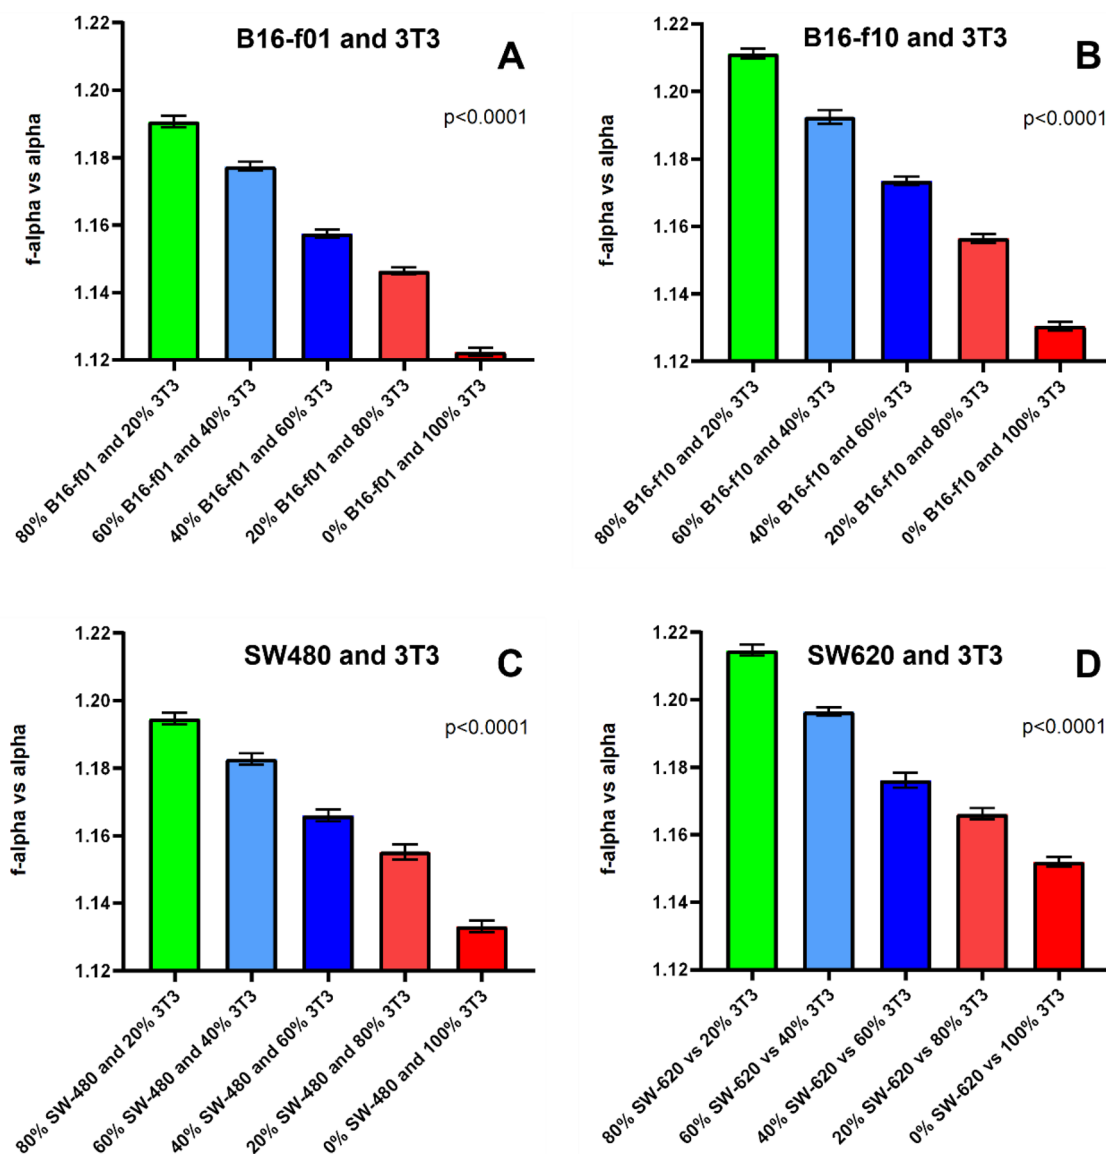 B16-f01 and 3T3
A
p<0.0001
f-alpha vs alpha
1.22
1.20
1.18
1.16
1.14
1.12
80% B16-f01 and 20% 3T3
60% B16-f01 and 40% 3T3
40% B16-f01 and 60% 3T3
20% B16-f01 and 80% 3T3
0% B16-f01 and 100% 3T3
B16-f10 and 3T3
B
p<0.0001
f-alpha vs alpha
1.22
1.20
1.18
1.16
1.14
1.12
80% B16-f10 and 20% 3T3
60% B16-f10 and 40% 3T3
40% B16-f10 and 60% 3T3
20% B16-f10 and 80% 3T3
0% B16-f10 and 100% 3T3
SW480 and 3T3
C
p<0.0001
f-alpha vs alpha
1.22
1.20
1.18
1.16
1.14
1.12
80% SW-480 and 20% 3T3
60% SW-480 and 40% 3T3
40% SW-480 and 60% 3T3
20% SW-480 and 80% 3T3
0% SW-480 and 100% 3T3
SW620 and 3T3
D
p<0.0001
f-alpha vs alpha
1.22
1.20
1.18
1.16
1.14
1.12
80% SW-620 vs 20% 3T3
60% SW-620 vs 40% 3T3
40% SW-620 vs 60% 3T3
20% SW-620 vs 80% 3T3
0% SW-620 vs 100% 3T3